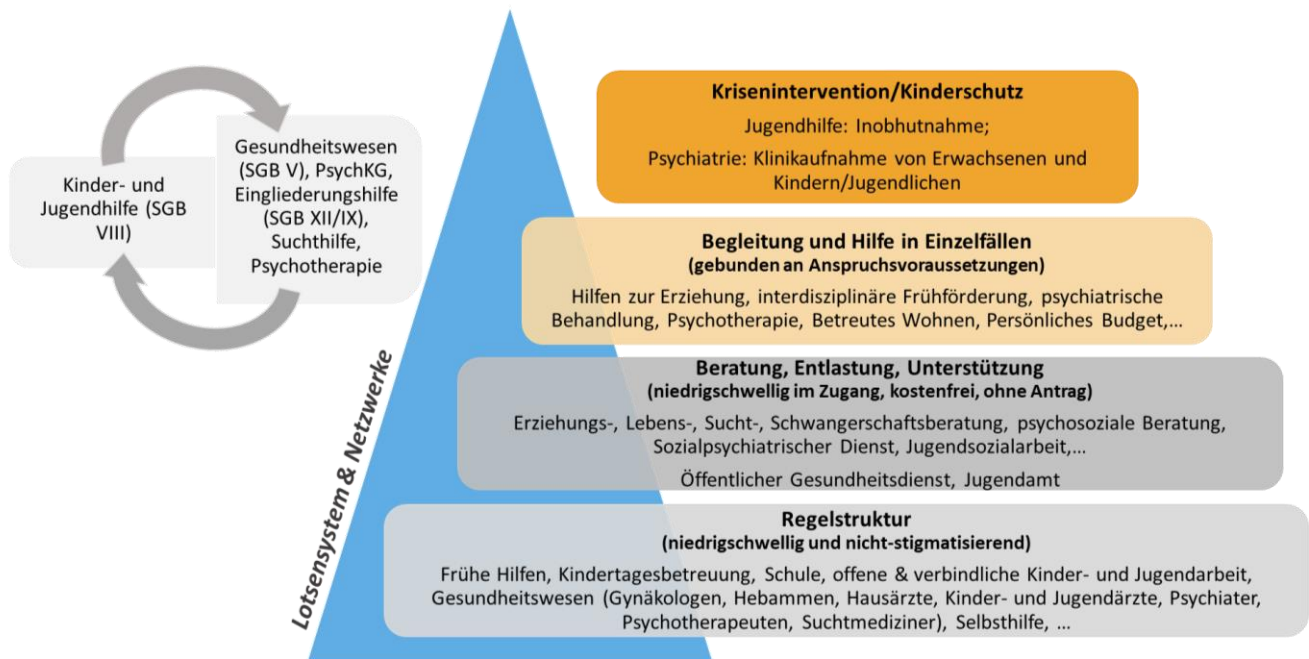 Kinder- und
Jugendhilfe (SGB
VIII)
Gesundheitswesen
(SGB V), PsychKG,
Eingliederungshilfe
(SGB XII/IX),
Suchthilfe,
Psychotherapie
Lotsensystem & Netzwerke
Krisenintervention/Kinderschutz
Jugendhilfe: Inobhutnahme;
Psychiatrie: Klinikaufnahme von Erwachsenen und
Kindern/Jugendlichen
Begleitung und Hilfe in Einzelfällen
(gebunden an Anspruchsvoraussetzungen)
Hilfen zur Erziehung, interdisziplinäre Frühförderung, psychiatrische
Behandlung, Psychotherapie, Betreutes Wohnen, Persönliches Budget,...
Beratung, Entlastung, Unterstützung
(niedrigschwellig im Zugang, kostenfrei, ohne Antrag)
Erziehungs-, Lebens-, Sucht-, Schwangerschaftsberatung, psychosoziale Beratung,
Sozialpsychiatrischer Dienst, Jugendsozialarbeit,...
Öffentlicher Gesundheitsdienst, Jugendamt
Regelstruktur
(niedrigschwellig und nicht-stigmatisierend)
Frühe Hilfen, Kindertagesbetreuung, Schule, offene & verbindliche Kinder- und Jugendarbeit,
Gesundheitswesen (Gynäkologen, Hebammen, Hausärzte, Kinder- und Jugendärzte, Psychiater,
Psychotherapeuten, Suchtmediziner), Selbsthilfe, ...